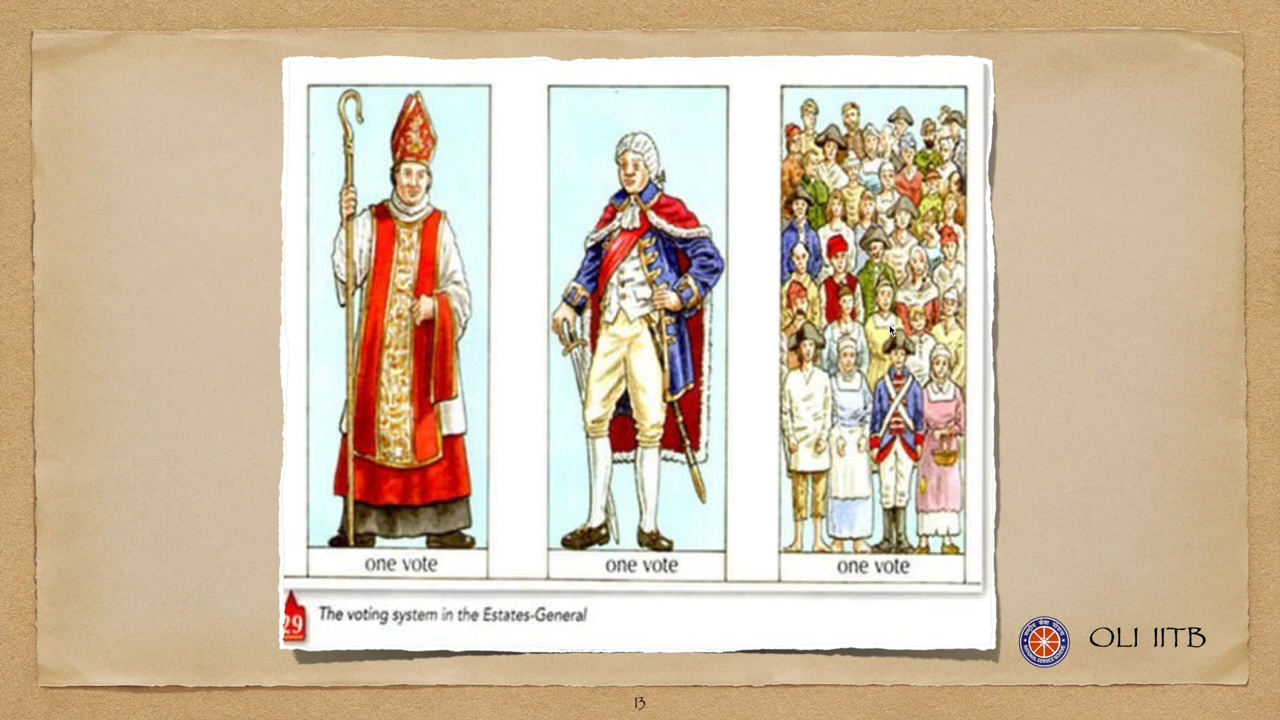 one vote
one vote
one vote
29
The voting system in the Estates-General
OLI IITB
13